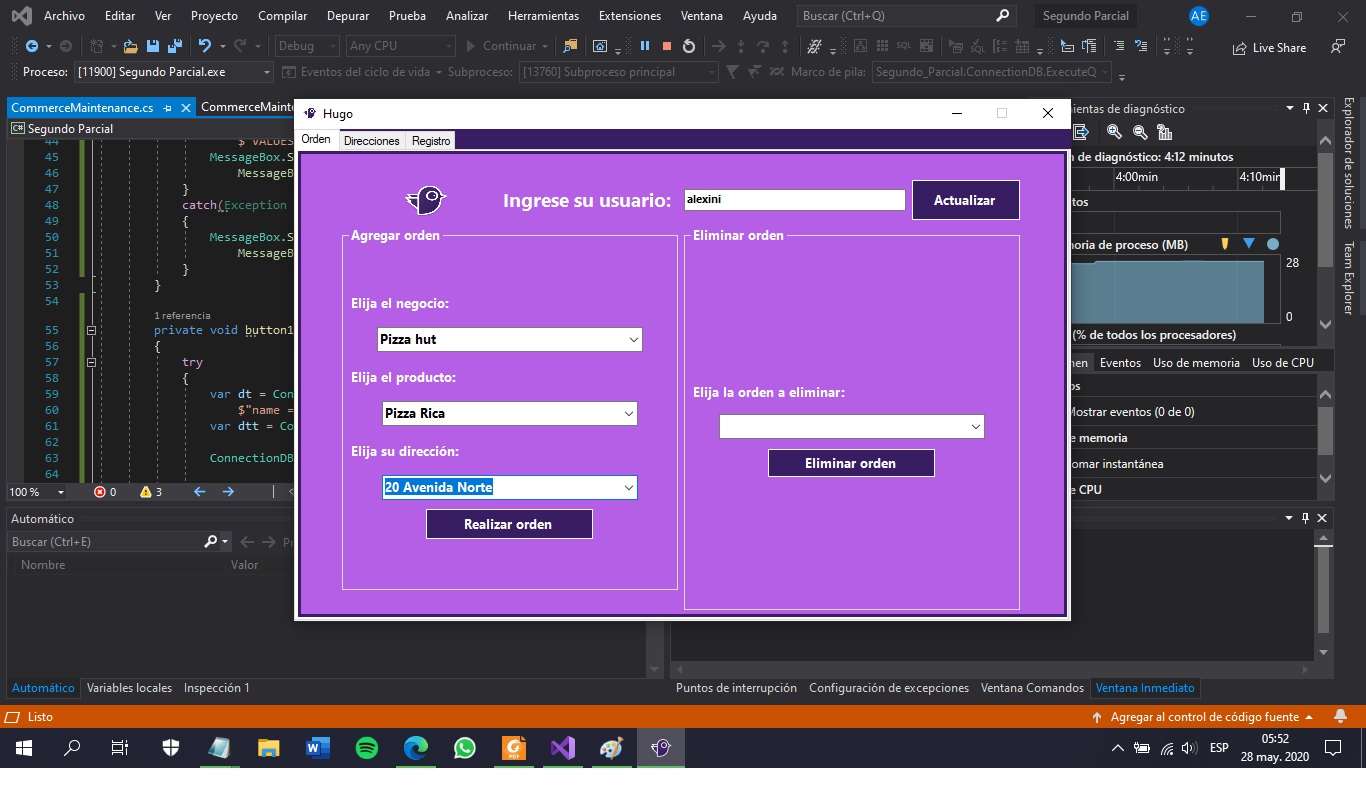 Archivo Editar Ver Proyecto Compilar Depurar Prueba Analizar Herramientas Extensiones Ventana Ayuda Buscar (Ctrl+Q) Segundo Parcial AE
Debug Any CPU Continuar SQL Live Share
Proceso: [11900] Segundo Parcial.exe Eventos del ciclo de vida Subproceso: [13760] Subproceso principal Marco de pila: Segundo_Parcial.ConnectionDB.ExecuteQ
CommerceMaintenance.cs CommerceMainte
C# Segundo Parcial
44 $ VALUES
45 MessageBox.S
46 MessageB
47 }
48 catch(Exception
49 {
50 MessageBox.S
51 MessageB
52 }
53 }
54
1 referencia
55 private void button1
56 {
57 try
58 {
59 var dt = Con
60 $"name =
61 var dtt = Co
62
63 ConnectionDB
64
100 % 0 3
Hugo
Orden Direcciones Registro
Ingrese su usuario: alexini Actualizar
Agregar orden
Elija el negocio:
Pizza hut
Elija el producto:
Pizza Rica
Elija su dirección:
20 Avenida Norte
Realizar orden
Eliminar orden
Elija la orden a eliminar:
Eliminar orden
ientas de diagnóstico
n de diagnóstico: 4:12 minutos
4:00min 4:10min
tos
oria de proceso (MB)
28
0
(% de todos los procesadores)
nen Eventos Uso de memoria Uso de CPU
os
Mostrar eventos (0 de 0)
e memoria
omar instantánea
e CPU
Explorador de soluciones
Team Explorer
Automático
Buscar (Ctrl+E) Pr
Nombre Valor
Automático Variables locales Inspección 1
Puntos de interrupción Configuración de excepciones Ventana Comandos Ventana Inmediato
Listo Agregar al control de código fuente
ESP 05:52
28 may. 2020